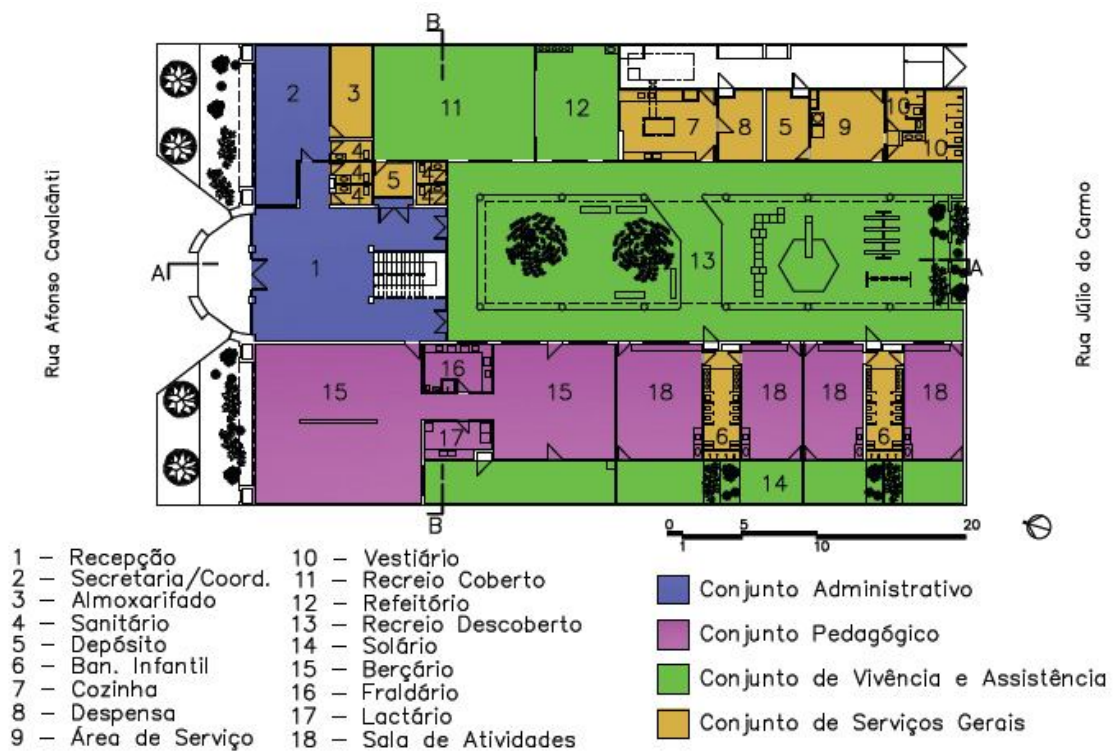 B
2
3
11
12
7
8
5
9
10
10
4
4
4
5
4
4
Rua Afonso Cavalcânti
A
1
13
A
Rua Júlio do Carmo
15
16
15
18
18
18
18
17
6
6
14
B
0
5
20
1
10
1 – Recepção
2 – Secretaria/Coord.
3 – Almoxarifado
4 – Sanitário
5 – Depósito
6 – Ban. Infantil
7 – Cozinha
8 – Despensa
9 – Área de Serviço
10 – Vestiário
11 – Recreio Coberto
12 – Refeitório
13 – Recreio Descoberto
14 – Solário
15 – Berçário
16 – Fraldário
17 – Lactário
18 – Sala de Atividades
Conjunto Administrativo
Conjunto Pedagógico
Conjunto de Vivência e Assistência
Conjunto de Serviços Gerais